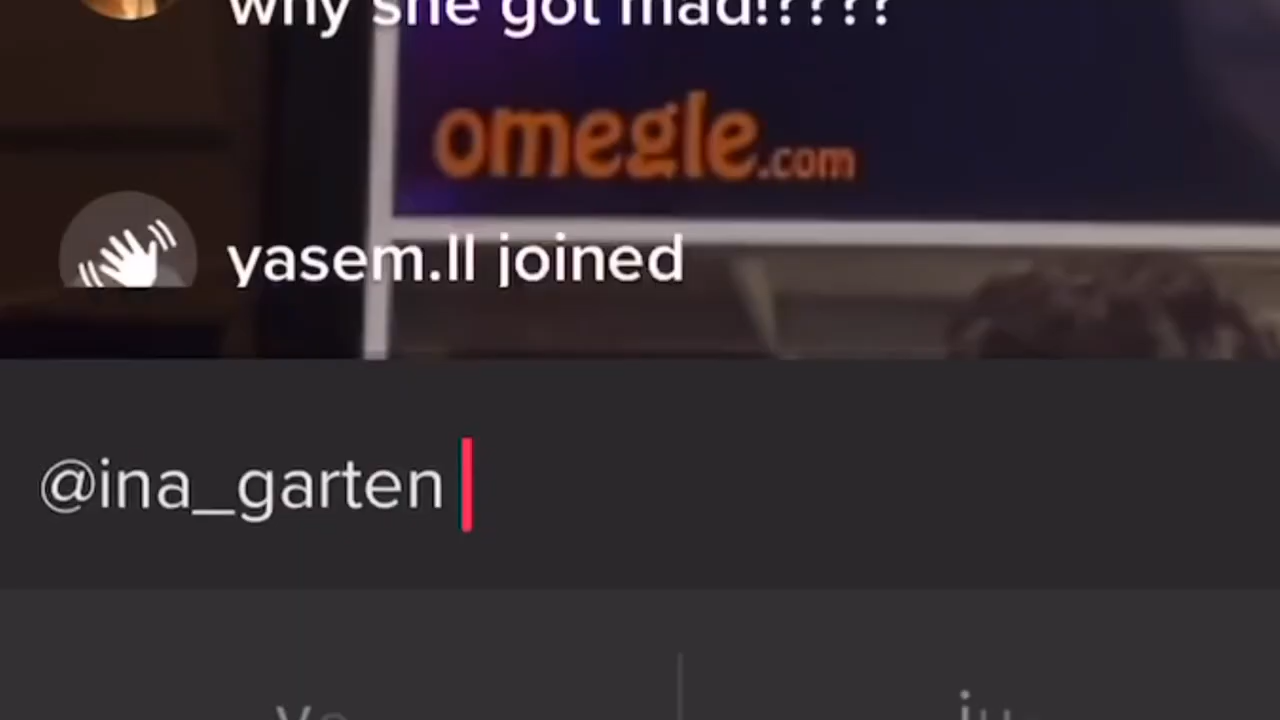 why she got mad!????
omegle.com
yasem.ll joined
@ina_garten